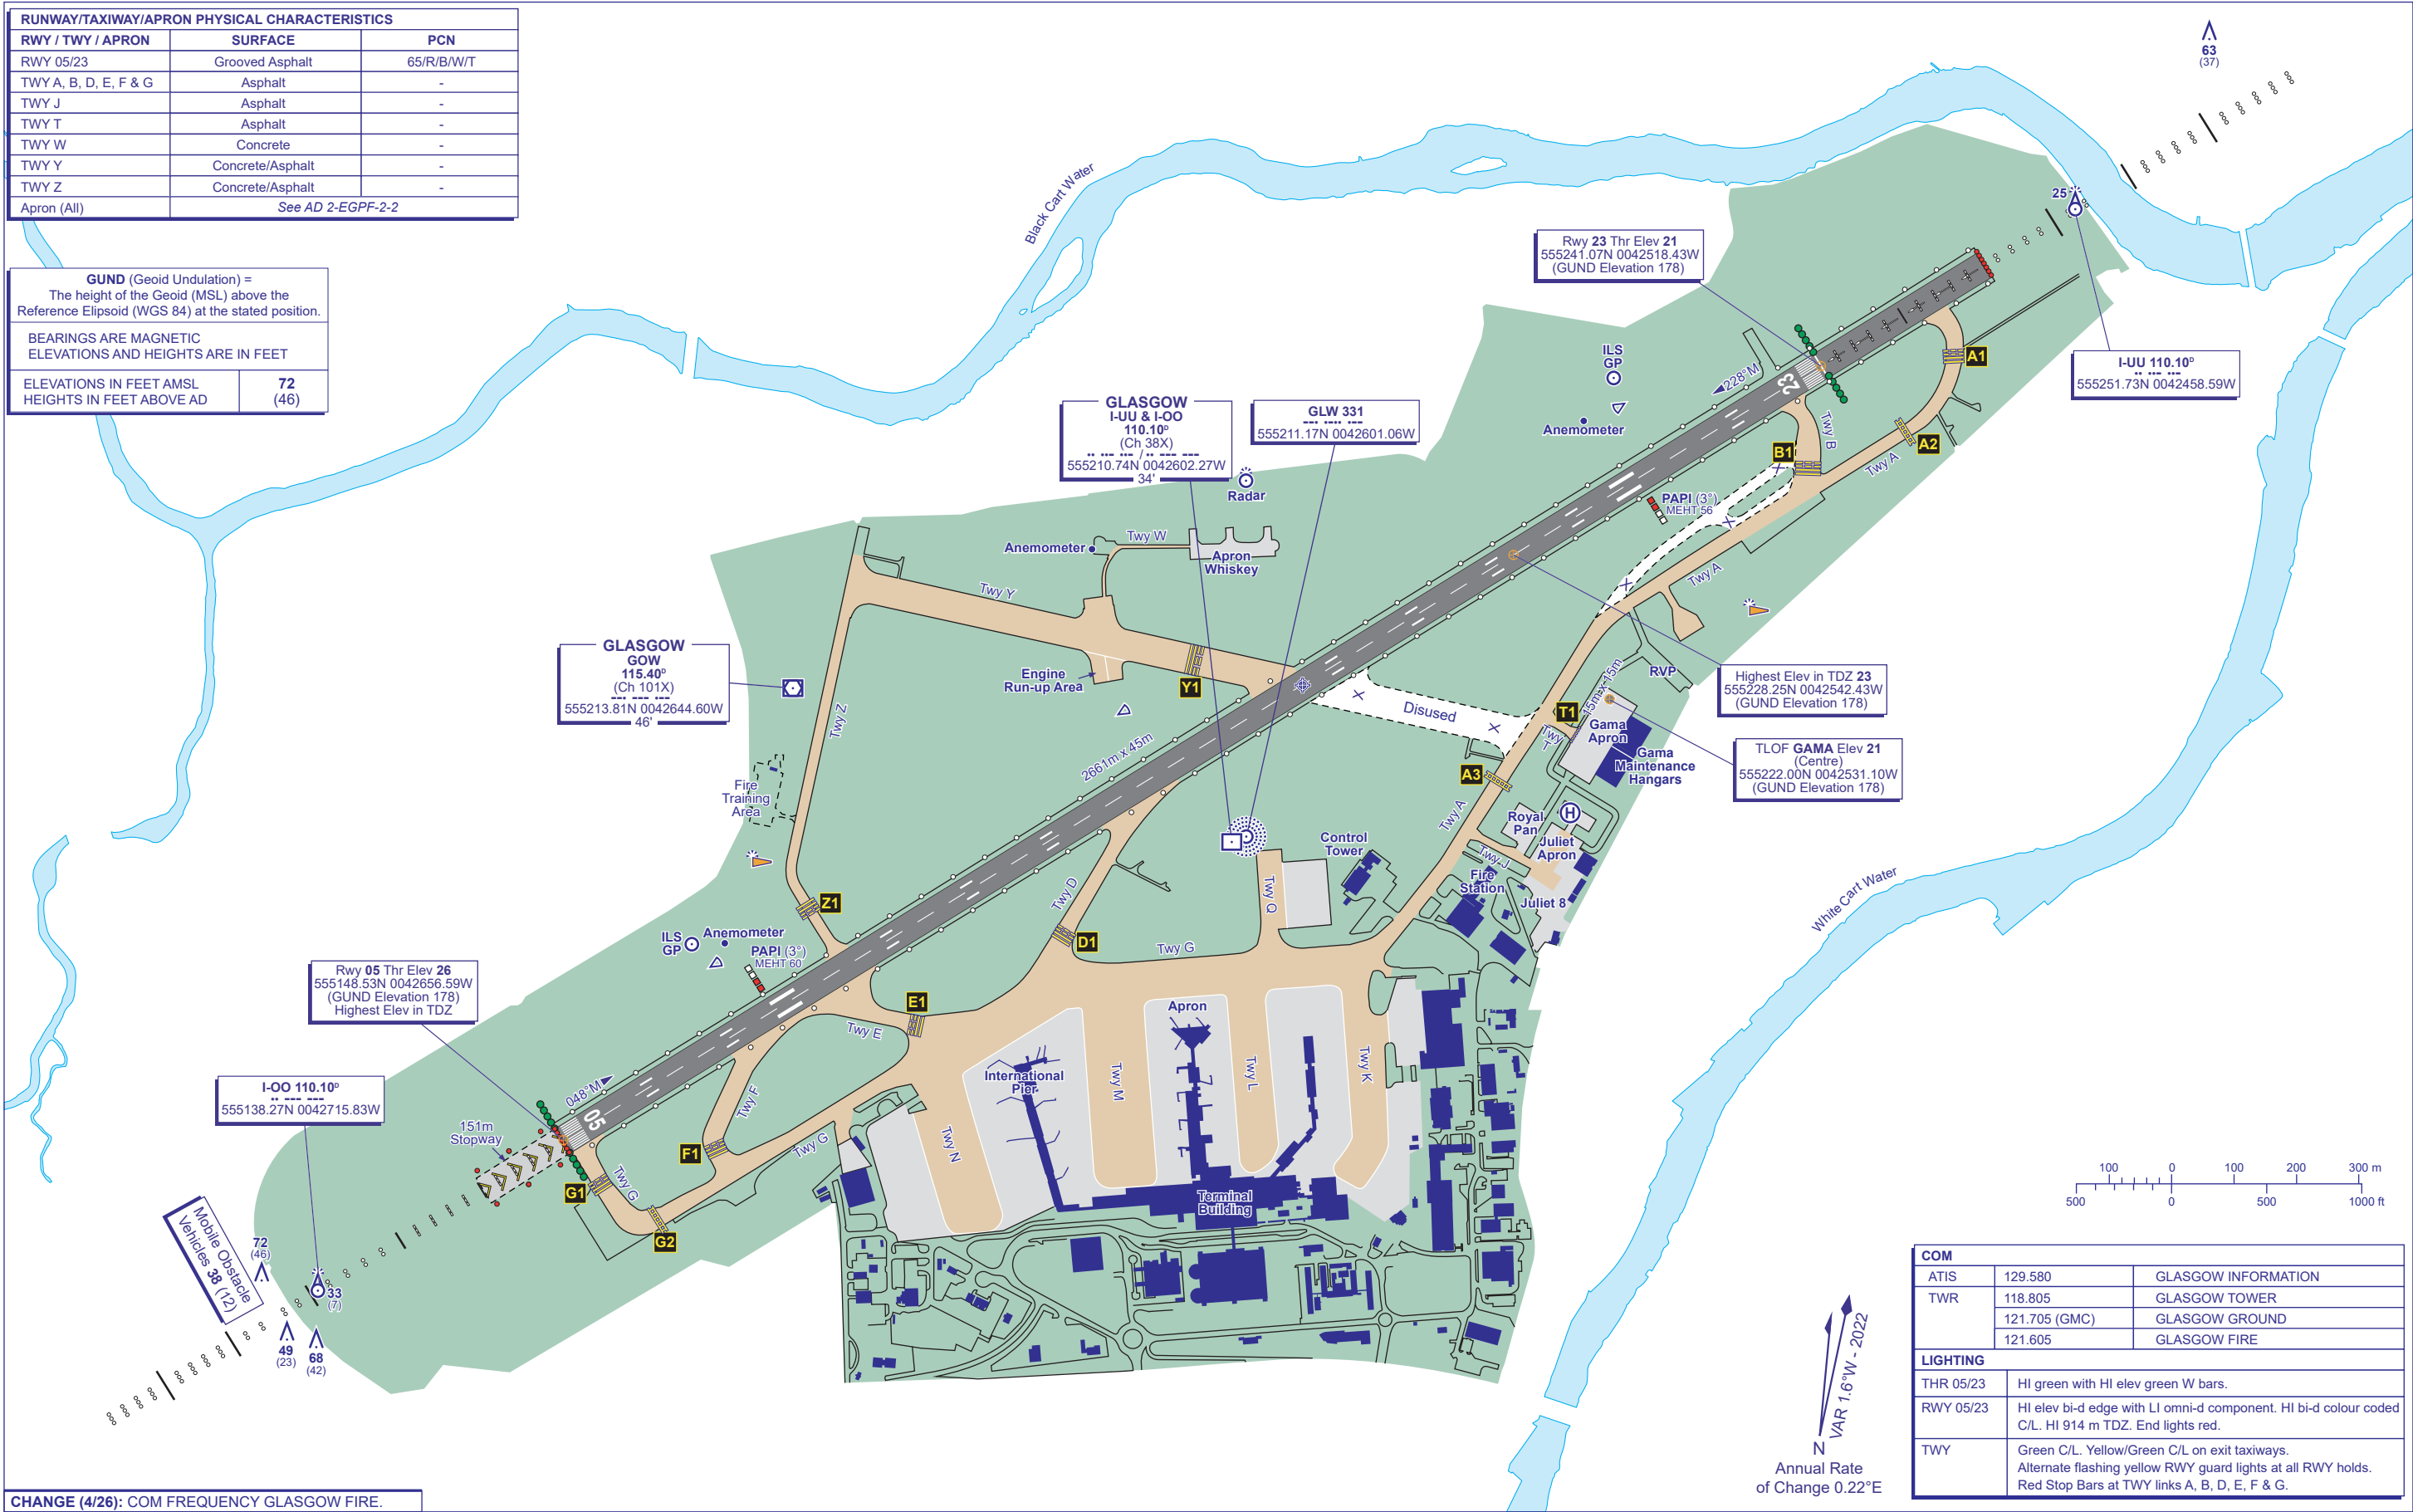 RUNWAY/TAXIWAY/APRON PHYSICAL CHARACTERISTICS
RWY / TWY / APRON SURFACE PCN
RWY 05/23 Grooved Asphalt 65/R/B/W/T
TWY A, B, D, E, F & G Asphalt -
TWY J Asphalt -
TWY T Asphalt -
TWY W Concrete -
TWY Y Concrete/Asphalt -
TWY Z Concrete/Asphalt -
Apron (All) See AD 2-EGPF-2-2
GUND (Geoid Undulation) =
The height of the Geoid (MSL) above the
Reference Elipsoid (WGS 84) at the stated position.
BEARINGS ARE MAGNETIC
ELEVATIONS AND HEIGHTS ARE IN FEET
ELEVATIONS IN FEET AMSL 72
HEIGHTS IN FEET ABOVE AD (46)
63
(37)
Black Cart Water
25
Rwy 23 Thr Elev 21
555241.07N 0042518.43W
(GUND Elevation 178)
I-UU 110.10ᴰ
555251.73N 0042458.59W
ILS
GP
Anemometer
228°M
23
A1
A2
Twy B
B1
Twy A
PAPI (3°)
MEHT 56
GLASGOW
I-UU & I-OO
110.10ᴰ
(Ch 38X)
555210.74N 0042602.27W
34'
GLW 331
555211.17N 0042601.06W
Radar
Anemometer
Twy W
Apron
Whiskey
Twy Y
Twy A
GLASGOW
GOW
115.40ᴰ
(Ch 101X)
555213.81N 0042644.60W
46'
Engine
Run-up Area
Y1
Twy Z
2661m x 45m
Disused
RVP
15m x 15m
T1
Twy
T
Gama
Apron
Gama
Maintenance
Hangars
Highest Elev in TDZ 23
555228.25N 0042542.43W
(GUND Elevation 178)
TLOF GAMA Elev 21
(Centre)
555222.00N 0042531.10W
(GUND Elevation 178)
A3
Twy A
Fire
Training
Area
Royal
Pan
H
Juliet
Apron
Twy J
Control
Tower
Fire
Station
Juliet 8
White Cart Water
Z1
Twy D
Twy Q
D1
Twy G
ILS
GP
Anemometer
PAPI (3°)
MEHT 60
Rwy 05 Thr Elev 26
555148.53N 0042656.59W
(GUND Elevation 178)
Highest Elev in TDZ
E1
Twy E
Apron
International
Pier
Twy M
Twy L
Twy K
Twy N
I-OO 110.10ᴰ
555138.27N 0042715.83W
048°M
05
151m
Stopway
Twy F
F1
Twy G
G1
Twy G
G2
Terminal
Building
Mobile Obstacle
Vehicles 38 (12)
72
(46)
33
(7)
49
(23)
68
(42)
100 0 100 200 300 m
500 0 500 1000 ft
VAR 1.6°W - 2022
N
Annual Rate
of Change 0.22°E
COM
ATIS 129.580 GLASGOW INFORMATION
TWR 118.805 GLASGOW TOWER
121.705 (GMC) GLASGOW GROUND
121.605 GLASGOW FIRE
LIGHTING
THR 05/23 HI green with HI elev green W bars.
RWY 05/23 HI elev bi-d edge with LI omni-d component. HI bi-d colour coded
C/L. HI 914 m TDZ. End lights red.
TWY Green C/L. Yellow/Green C/L on exit taxiways.
Alternate flashing yellow RWY guard lights at all RWY holds.
Red Stop Bars at TWY links A, B, D, E, F & G.
CHANGE (4/26): COM FREQUENCY GLASGOW FIRE.